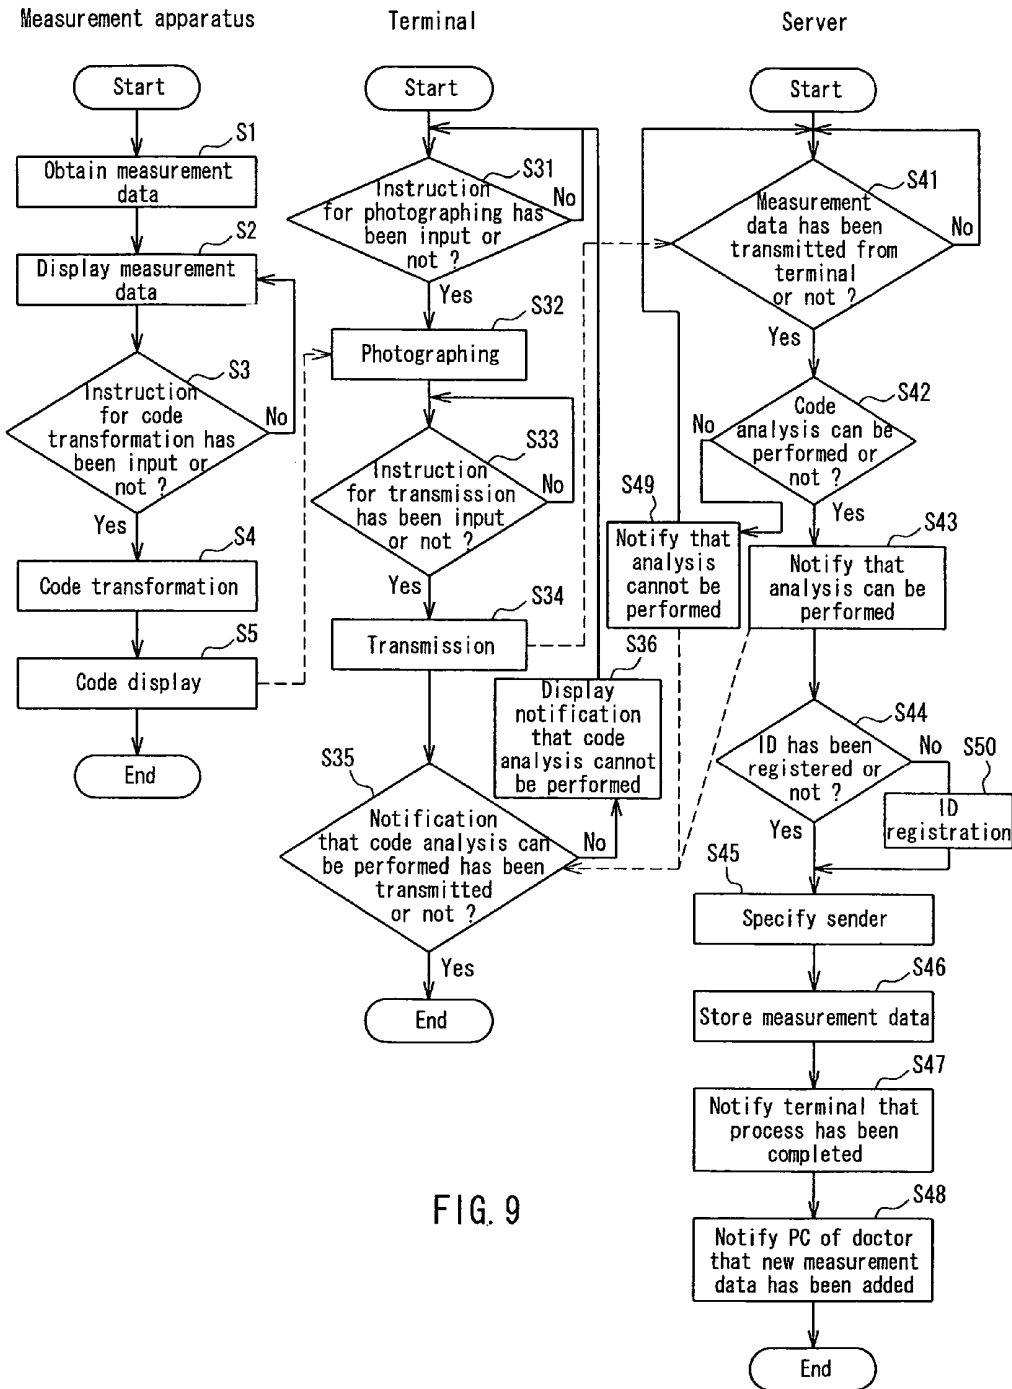 Measurement apparatus
Start
S1
Obtain measurement
data
S2
Display measurement
data
S3
Instruction
for code
transformation has
been input or
not ?
No
Yes
S4
Code transformation
S5
Code display
End
Terminal
Start
S31
Instruction
for photographing has
been input or
not ?
No
Yes
S32
Photographing
S33
Instruction
for transmission
has been input
or not ?
No
Yes
S34
Transmission
S36
Display
notification
that code
analysis cannot
be performed
S35
Notification
that code analysis can
be performed has been
transmitted
or not ?
No
Yes
End
Server
Start
S41
Measurement
data has been
transmitted from
terminal
or not ?
No
Yes
S42
Code
analysis can be
performed or
not ?
No
Yes
S49
Notify that
analysis
cannot be
performed
S43
Notify that
analysis can be
performed
S44
ID has been
registered or
not ?
No
Yes
S50
ID
registration
S45
Specify sender
S46
Store measurement data
S47
Notify terminal that
process has been
completed
S48
Notify PC of doctor
that new measurement
data has been added
End
FIG. 9